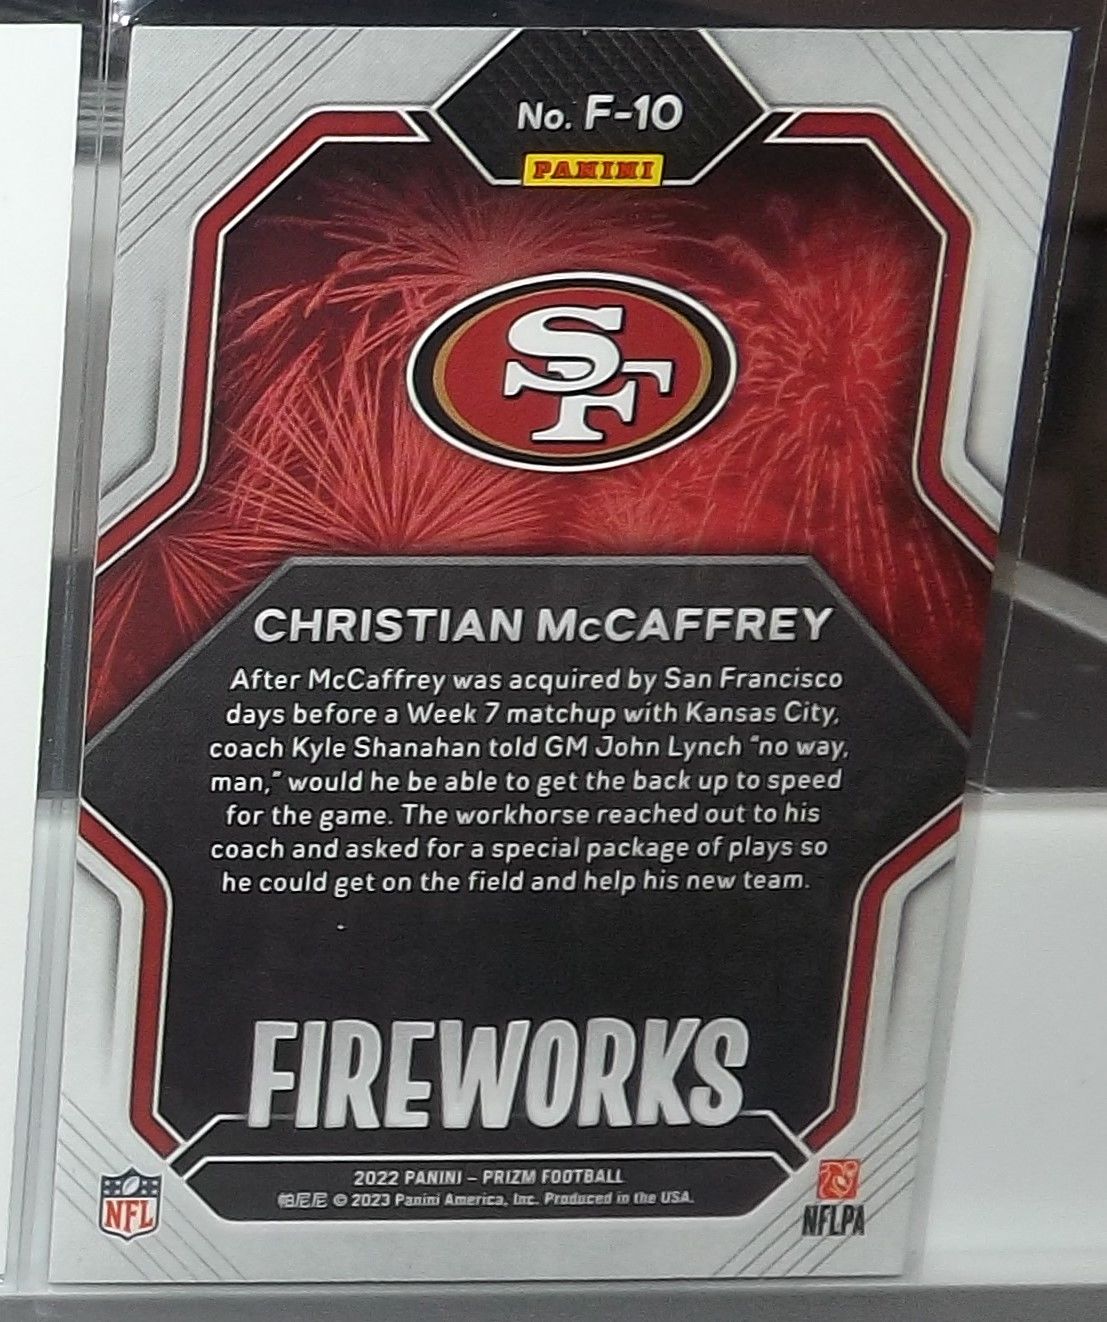 No. F-10
PANINI
SF
CHRISTIAN McCAFFREY
After McCaffrey was acquired by San Francisco
days before a Week 7 matchup with Kansas City,
coach Kyle Shanahan told GM John Lynch "no way,
man," would he be able to get the back up to speed
for the game. The workhorse reached out to his
coach and asked for a special package of plays so
he could get on the field and help his new team.
FIREWORKS
2022 PANINI – PRIZM FOOTBALL
帕尼尼 © 2023 Panini America, Inc. Produced in the USA.
NFL
NFLPA